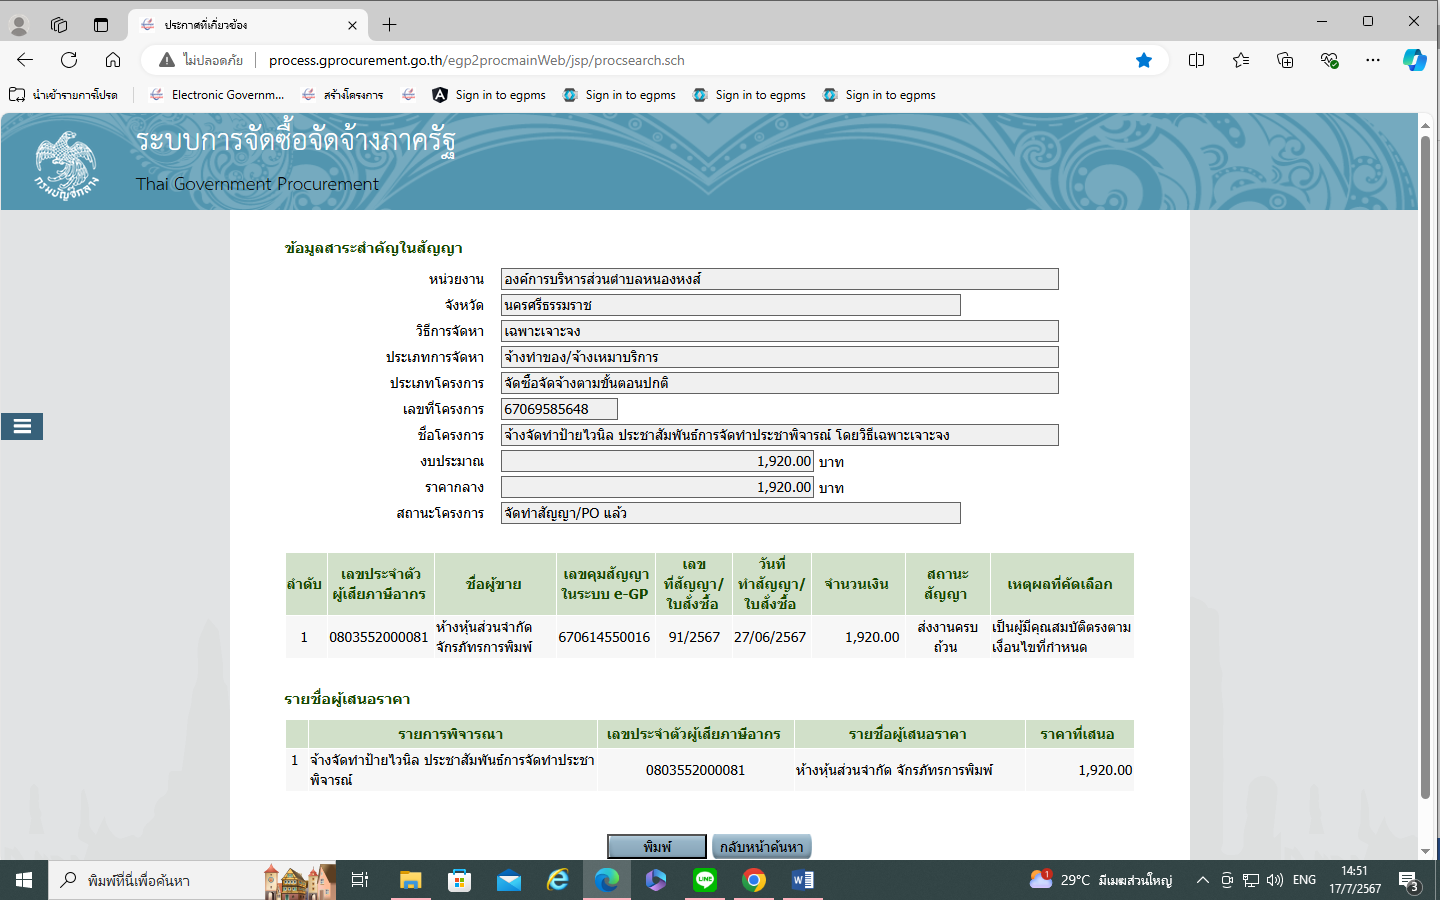 ประกาศที่เกี่ยวข้อง
ไม่ปลอดภัย process.gprocurement.go.th/egp2procmainWeb/jsp/procsearch.sch
นำเข้ารายการโปรด Electronic Governm... สร้างโครงการ Sign in to egpms Sign in to egpms Sign in to egpms Sign in to egpms
ระบบการจัดซื้อจัดจ้างภาครัฐ
Thai Government Procurement
กรมบัญชีกลาง
ข้อมูลสาระสำคัญในสัญญา
หน่วยงาน องค์การบริหารส่วนตำบลหนองหงส์
จังหวัด นครศรีธรรมราช
วิธีการจัดหา เฉพาะเจาะจง
ประเภทการจัดหา จ้างทำของ/จ้างเหมาบริการ
ประเภทโครงการ จัดซื้อจัดจ้างตามขั้นตอนปกติ
เลขที่โครงการ 67069585648
ชื่อโครงการ จ้างจัดทำป้ายไวนิล ประชาสัมพันธ์การจัดทำประชาพิจารณ์ โดยวิธีเฉพาะเจาะจง
งบประมาณ 1,920.00 บาท
ราคากลาง 1,920.00 บาท
สถานะโครงการ จัดทำสัญญา/PO แล้ว
ลำดับ เลขประจำตัว ผู้เสียภาษีอากร ชื่อผู้ขาย เลขคุมสัญญา ในระบบ e-GP เลข ที่สัญญา/ ใบสั่งซื้อ วันที่ ทำสัญญา/ ใบสั่งซื้อ จำนวนเงิน สถานะ สัญญา เหตุผลที่คัดเลือก
1 0803552000081 ห้างหุ้นส่วนจำกัด จักรภัทรการพิมพ์ 670614550016 91/2567 27/06/2567 1,920.00 ส่งงานครบ ถ้วน เป็นผู้มีคุณสมบัติตรงตาม เงื่อนไขที่กำหนด
รายชื่อผู้เสนอราคา
รายการพิจารณา เลขประจำตัวผู้เสียภาษีอากร รายชื่อผู้เสนอราคา ราคาที่เสนอ
1 จ้างจัดทำป้ายไวนิล ประชาสัมพันธ์การจัดทำประชา พิจารณ์ 0803552000081 ห้างหุ้นส่วนจำกัด จักรภัทรการพิมพ์ 1,920.00
พิมพ์ กลับหน้าค้นหา
พิมพ์ที่นี่เพื่อค้นหา
LINE
W
1
29°C มีเมฆส่วนใหญ่
ENG
14:51
17/7/2567
3